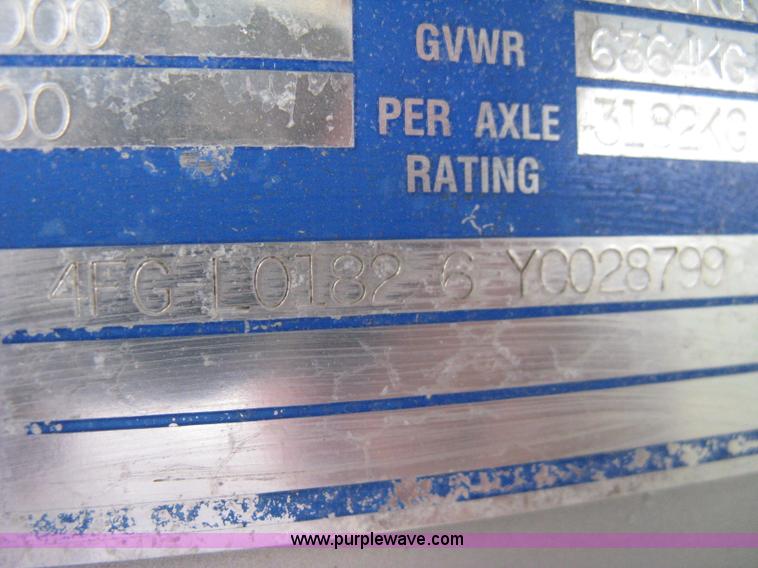 000 GVWR 6364KG
00 PER AXLE 3182KG
RATING
4FG L0182 6 YC028799
www.purplewave.com